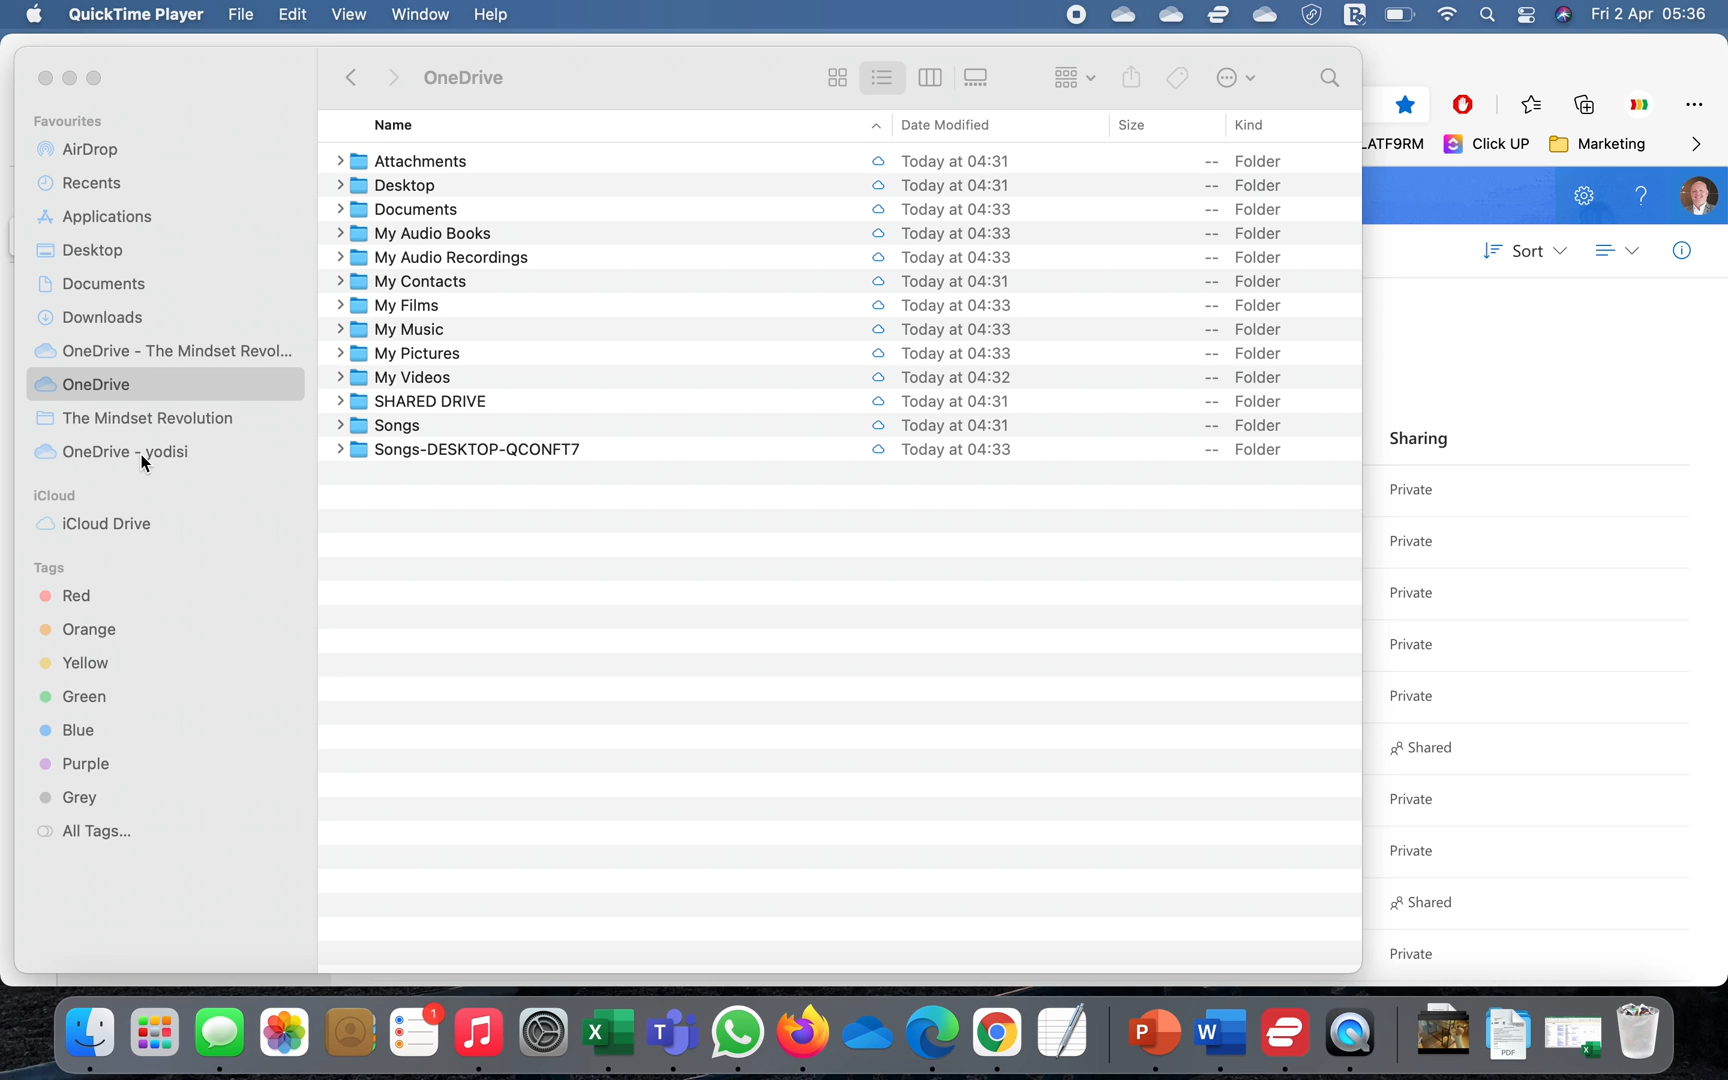 QuickTime Player File Edit View Window Help Fri 2 Apr 05:36
OneDrive
Favourites
AirDrop
Recents
Applications
Desktop
Documents
Downloads
OneDrive - The Mindset Revol...
OneDrive
The Mindset Revolution
OneDrive - yodisi
iCloud
iCloud Drive
Tags
Red
Orange
Yellow
Green
Blue
Purple
Grey
All Tags...
Name Date Modified Size Kind
Attachments Today at 04:31 -- Folder
Desktop Today at 04:31 -- Folder
Documents Today at 04:33 -- Folder
My Audio Books Today at 04:33 -- Folder
My Audio Recordings Today at 04:33 -- Folder
My Contacts Today at 04:31 -- Folder
My Films Today at 04:33 -- Folder
My Music Today at 04:33 -- Folder
My Pictures Today at 04:33 -- Folder
My Videos Today at 04:32 -- Folder
SHARED DRIVE Today at 04:31 -- Folder
Songs Today at 04:31 -- Folder
Songs-DESKTOP-QCONFT7 Today at 04:33 -- Folder
LATF9RM Click UP Marketing
?
Sort
Sharing
Private
Private
Private
Private
Private
Shared
Private
Private
Shared
Private
1
X
T
P
W
PDF
X